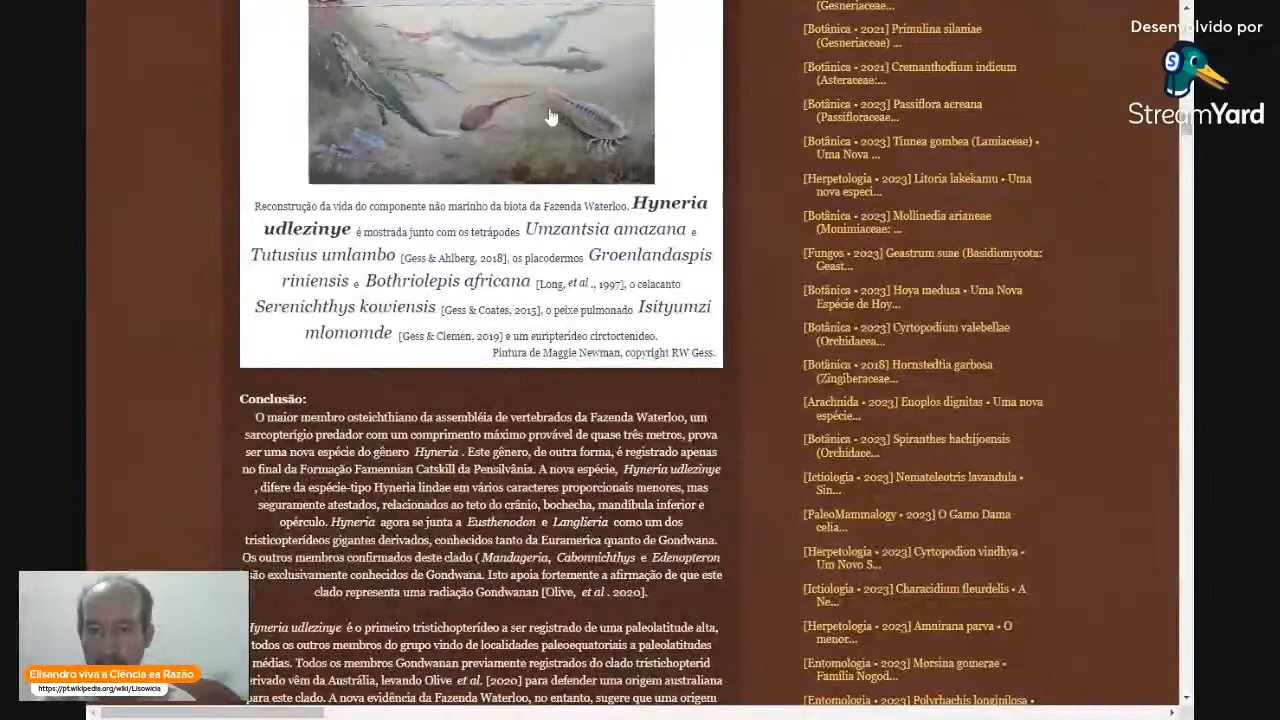 Desenvolvido por
StreamYard
Reconstrução da vida do componente não marinho da biota da Fazenda Waterloo. Hyneria
udlezinye é mostrada junto com os tetrápodes Umzantsia amazana e
Tutusius umlambo [Gess & Ahlberg, 2018], os placodermos Groenlandaspis
riniensis e Bothriolepis africana [Long, et al ., 1997], o celacanto
Serenichthys kowiensis [Gess & Coates, 2015], o peixe pulmonado Isityumzi
mlomomde [Gess & Clemen, 2019] e um euripterídeo circtoctenídeo.
Pintura de Maggie Newman, copyright RW Gess.
Conclusão:
O maior membro osteichthiano da assembléia de vertebrados da Fazenda Waterloo, um
sarcopterígio predador com um comprimento máximo provável de quase três metros, prova
ser uma nova espécie do gênero Hyneria . Este gênero, de outra forma, é registrado apenas
no final da Formação Famennian Catskill da Pensilvânia. A nova espécie, Hyneria udlezinye
, difere da espécie-tipo Hyneria lindae em vários caracteres proporcionais menores, mas
seguramente atestados, relacionados ao teto do crânio, bochecha, mandíbula inferior e
opérculo. Hyneria agora se junta a Eusthenodon e Langlieria como um dos
tristicopterídeos gigantes derivados, conhecidos tanto da Euramerica quanto de Gondwana.
Os outros membros confirmados deste clado ( Mandageria, Cabonnichthys e Edenopteron
são exclusivamente conhecidos de Gondwana. Isto apoia fortemente a afirmação de que este
clado representa uma radiação Gondwanan [Olive, et al . 2020].
Hyneria udlezinye é o primeiro tristichopterídeo a ser registrado de uma paleolatitude alta,
todos os outros membros do grupo vindo de localidades paleoequatoriais a paleolatitudes
médias. Todos os membros Gondwanan previamente registrados do clado tristichopterid
erivado vêm da Austrália, levando Olive et al. [2020] para defender uma origem australiana
para este clado. A nova evidência da Fazenda Waterloo, no entanto, sugere que uma origem
(Gesneriaceae...
[Botânica • 2021] Primulina silaniae
(Gesneriaceae) ...
[Botânica • 2021] Cremanthodium indicum
(Asteraceae:...
[Botânica • 2023] Passiflora acreana
(Passifloraceae...
[Botânica • 2023] Tinnea gombea (Lamiaceae) •
Uma Nova ...
[Herpetologia • 2023] Litoria lakekamu • Uma
nova especi...
[Botânica • 2023] Mollinedia arianeae
(Monimiaceae: ...
[Fungos • 2023] Geastrum suae (Basidiomycota:
Geast...
[Botânica • 2023] Hoya medusa • Uma Nova
Espécie de Hoy...
[Botânica • 2023] Cyrtopodium valebellae
(Orchidacea...
[Botânica • 2018] Hornstedtia garbosa
(Zingiberaceae...
[Arachnida • 2023] Euoplos dignitas • Uma nova
espécie...
[Botânica • 2023] Spiranthes hachijoensis
(Orchidace...
[Ictiologia • 2023] Nemateleotris lavandula •
Sin...
[PaleoMammalogy • 2023] O Gamo Dama
celia...
[Herpetologia • 2023] Cyrtopodion vindhya •
Um Novo S...
[Ictiologia • 2023] Characidium fleurdelis • A
Ne...
[Herpetologia • 2023] Amnirana parva • O
menor...
[Entomologia • 2023] Morsina gomerae •
Família Nogod...
[Entomologia • 2023] Polyrhachis longipilosa •
Elisandro viva a Ciência ea Razão
https://pt.wikipedia.org/wiki/Lisowicia